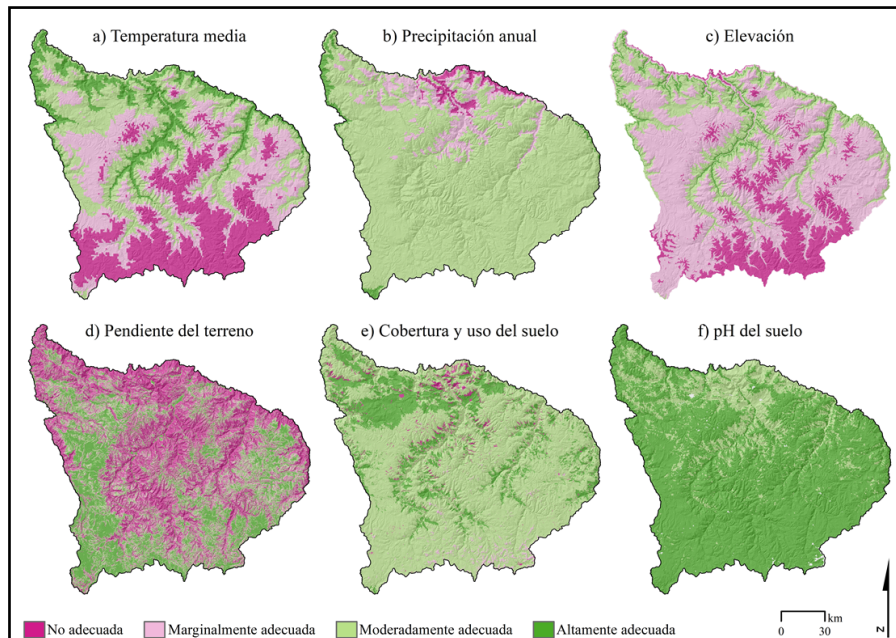 a) Temperatura media
b) Precipitación anual
c) Elevación
d) Pendiente del terreno
e) Cobertura y uso del suelo
f) pH del suelo
No adecuada
Marginalmente adecuada
Moderadamente adecuada
Altamente adecuada
km
0 30
N